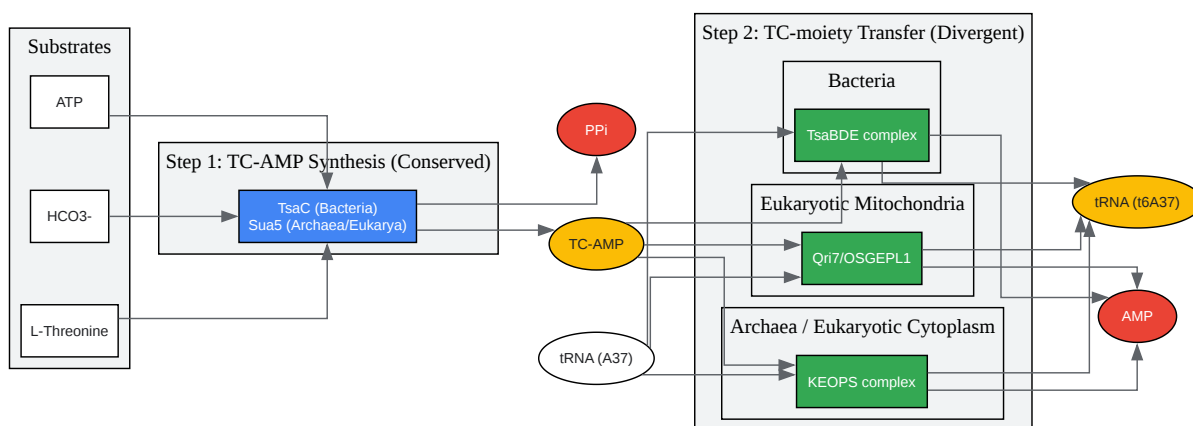 Substrates
ATP
HCO3-
L-Threonine
Step 1: TC-AMP Synthesis (Conserved)
TsaC (Bacteria)
Sua5 (Archaea/Eukarya)
PPi
TC-AMP
tRNA (A37)
Step 2: TC-moiety Transfer (Divergent)
Bacteria
TsaBDE complex
Eukaryotic Mitochondria
Qri7/OSGEPL1
Archaea / Eukaryotic Cytoplasm
KEOPS complex
tRNA (t6A37)
AMP